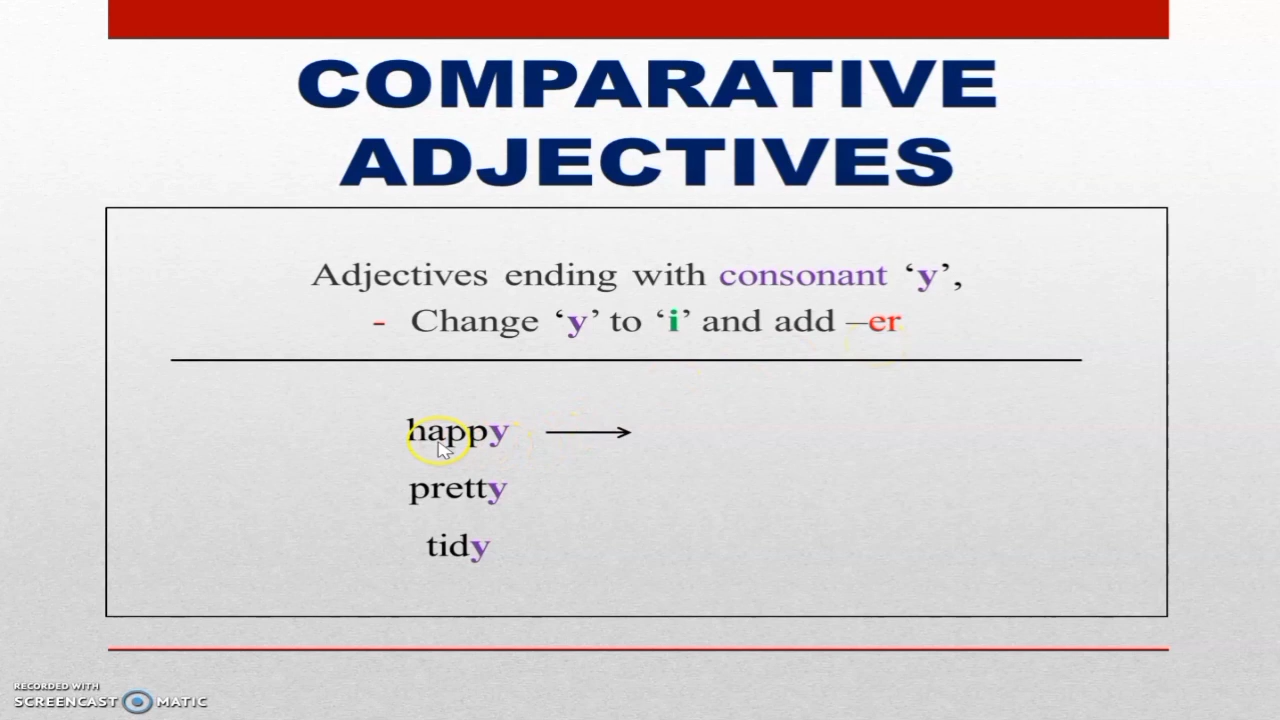 COMPARATIVE
ADJECTIVES
Adjectives ending with consonant ‘y’,
- Change ‘y’ to ‘i’ and add –er
happy
pretty
tidy
RECORDED WITH
SCREENCAST MATIC